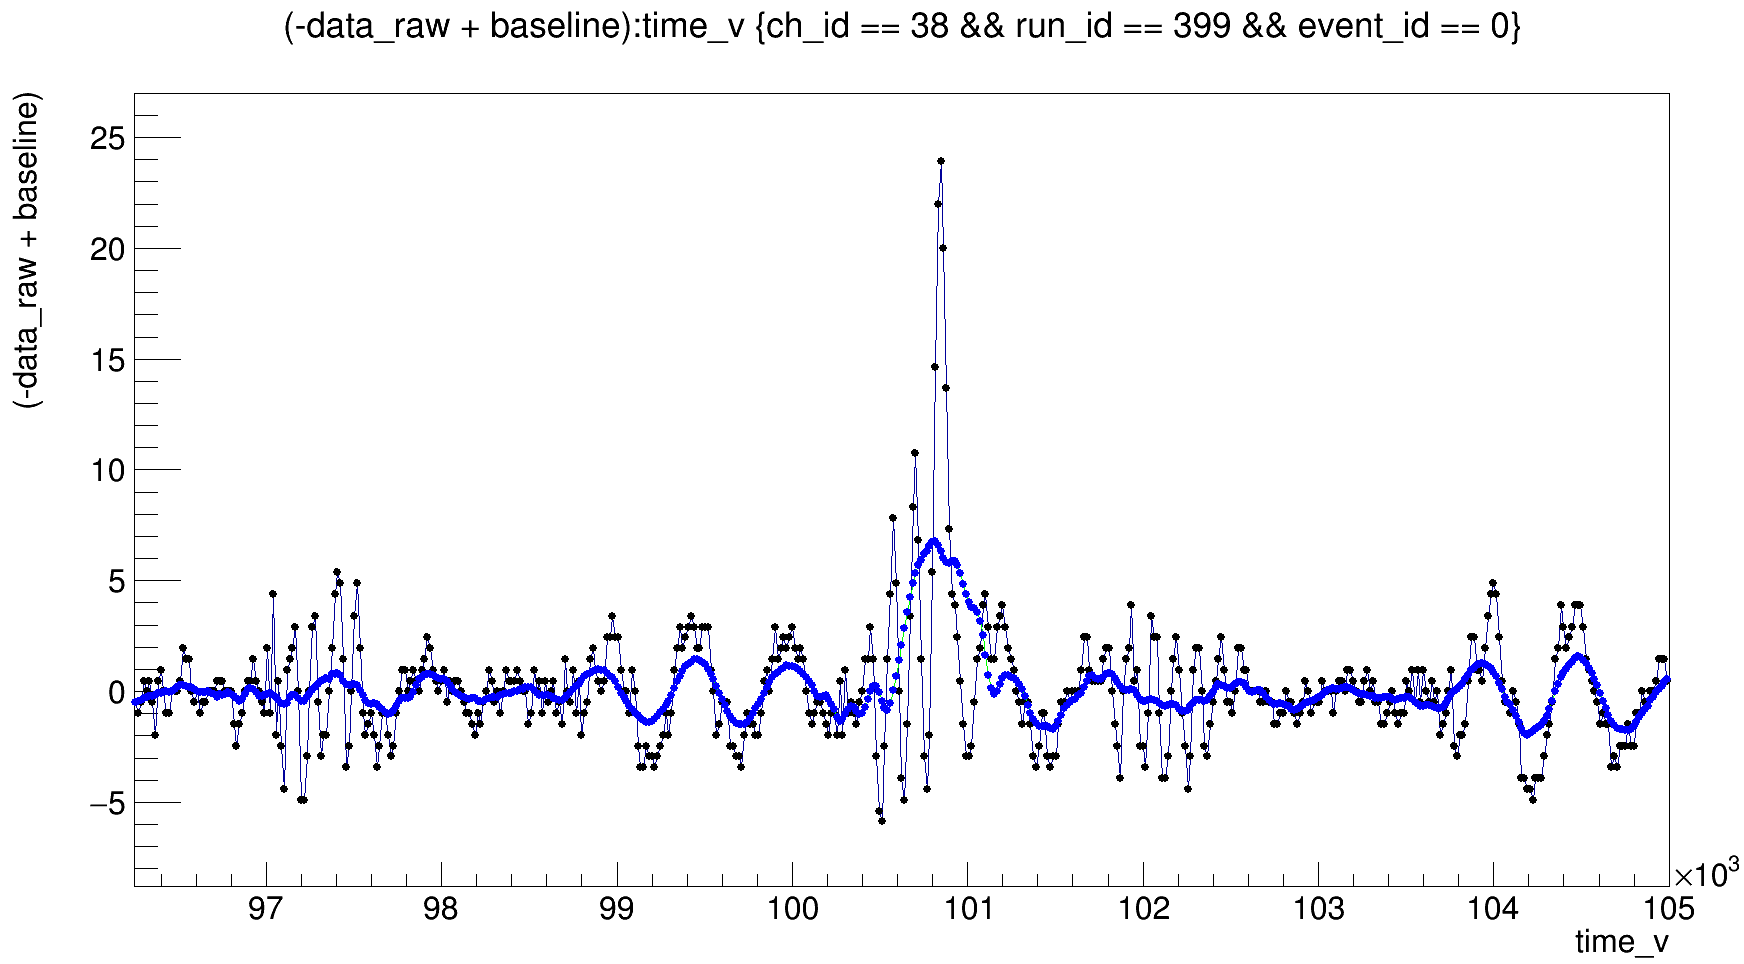 (-data_raw + baseline):time_v {ch_id == 38 && run_id == 399 && event_id == 0}
(-data_raw + baseline)
25
20
15
10
5
0
−5
97 98 99 100 101 102 103 104 105
×10³
time_v